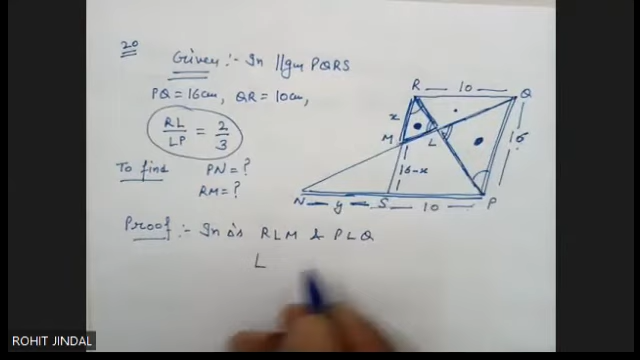 20
Given :- In ||gm PQRS
PQ = 16cm, QR = 10cm,
RL/LP = 2/3
To find PN = ?
RM = ?
Proof :- In Δs RLM & PLQ
L
R — 10 — Q
x
M
L
16
16-x
N — y — S — 10 — P
ROHIT JINDAL